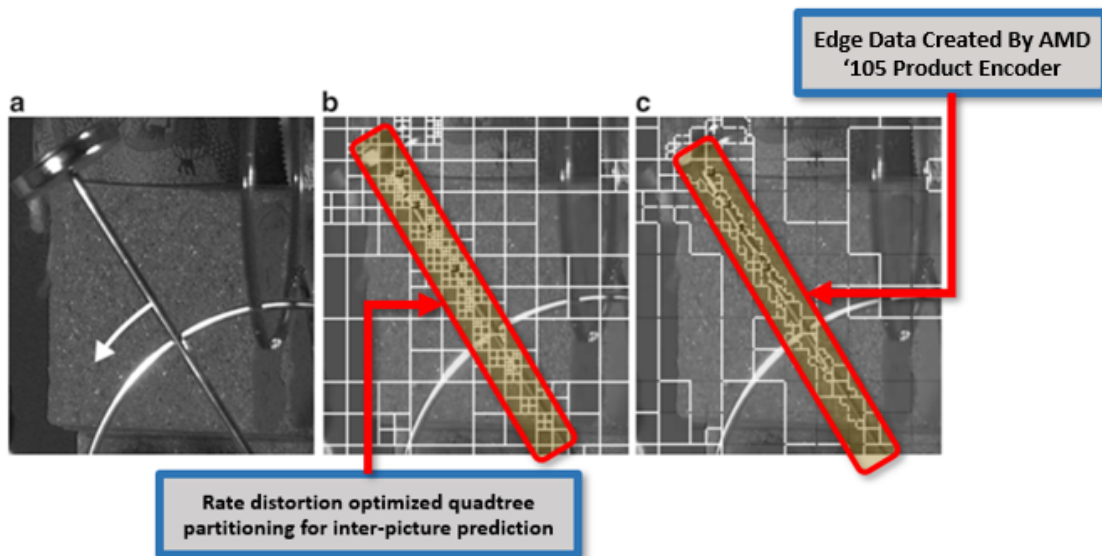 Edge Data Created By AMD
‘105 Product Encoder
a
b
c
Rate distortion optimized quadtree
partitioning for inter-picture prediction